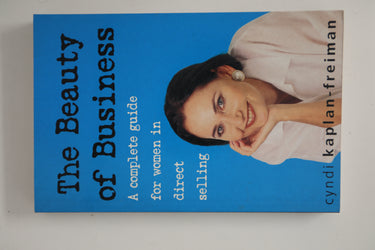 The Beauty
of Business
A complete guide
for women in
direct
selling
cyndi kaplan-freiman